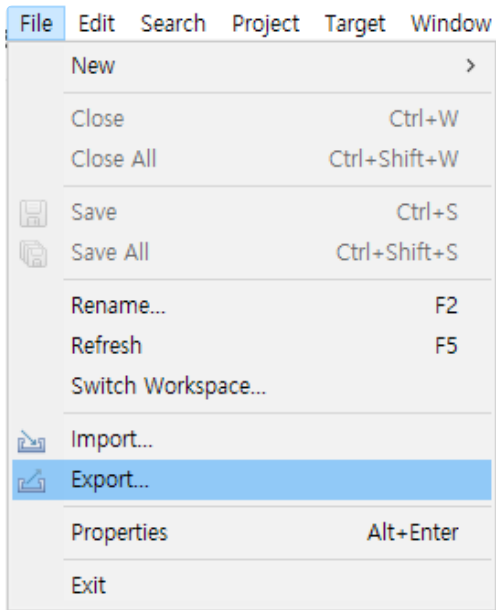 File Edit Search Project Target Window
New >
Close Ctrl+W
Close All Ctrl+Shift+W
Save Ctrl+S
Save All Ctrl+Shift+S
Rename... F2
Refresh F5
Switch Workspace...
Import...
Export...
Properties Alt+Enter
Exit